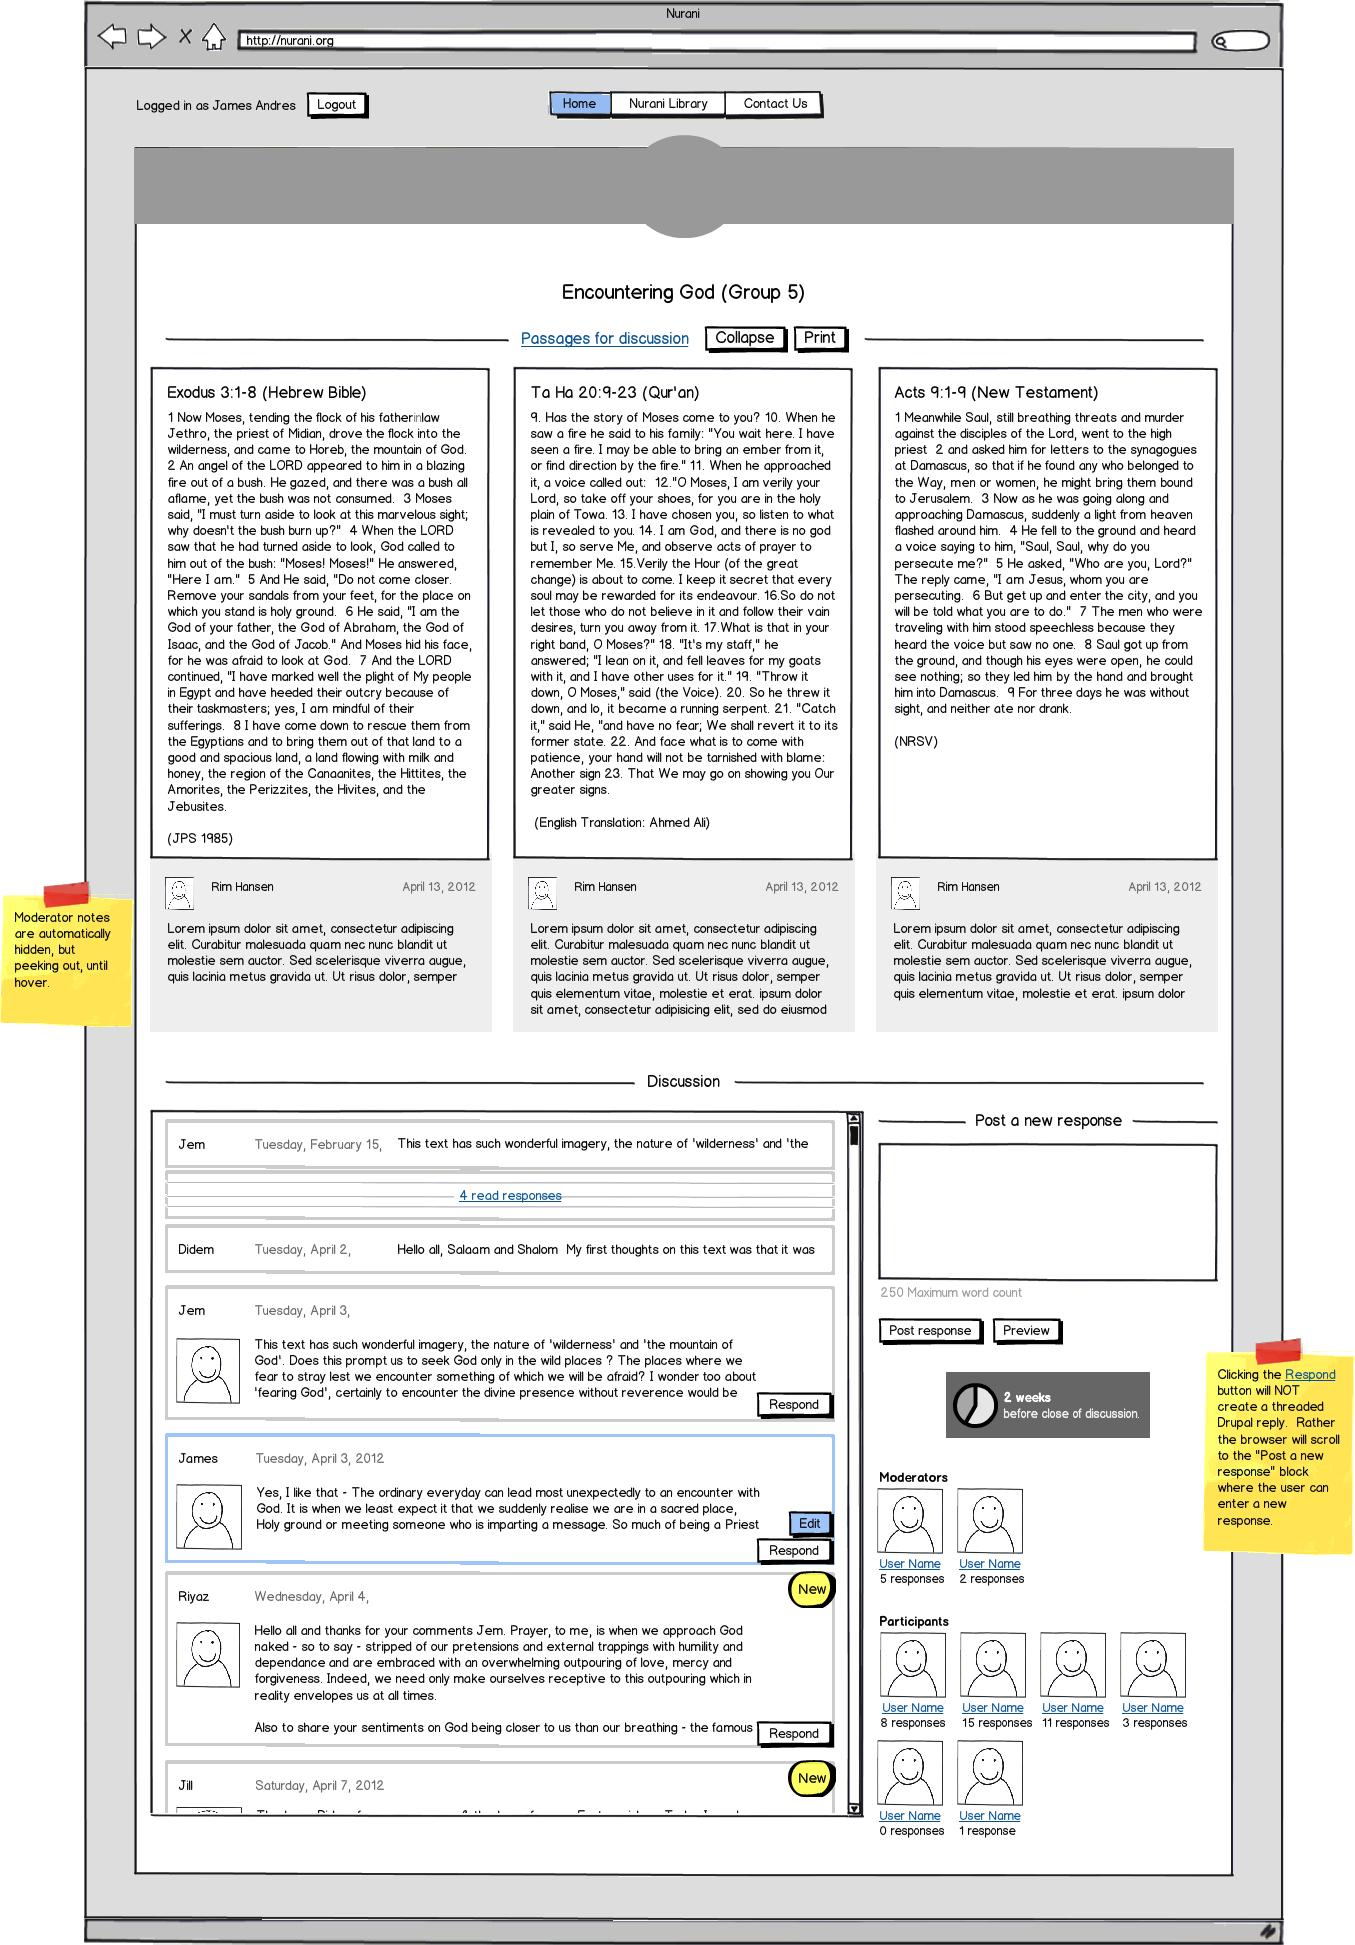 Nurani
http://nurani.org
Logged in as James Andres
Logout
Home
Nurani Library
Contact Us
Encountering God (Group 5)
Passages for discussion
Collapse
Print
Exodus 3:1-8 (Hebrew Bible)
1 Now Moses, tending the flock of his fatherinlaw
Jethro, the priest of Midian, drove the flock into the
wilderness, and came to Horeb, the mountain of God.
2 An angel of the LORD appeared to him in a blazing
fire out of a bush. He gazed, and there was a bush all
aflame, yet the bush was not consumed.  3 Moses
said, "I must turn aside to look at this marvelous sight;
why doesn't the bush burn up?"  4 When the LORD
saw that he had turned aside to look, God called to
him out of the bush: "Moses! Moses!" He answered,
"Here I am."  5 And He said, "Do not come closer.
Remove your sandals from your feet, for the place on
which you stand is holy ground.  6 He said, "I am the
God of your father, the God of Abraham, the God of
Isaac, and the God of Jacob." And Moses hid his face,
for he was afraid to look at God.  7 And the LORD
continued, "I have marked well the plight of My people
in Egypt and have heeded their outcry because of
their taskmasters; yes, I am mindful of their
sufferings.  8 I have come down to rescue them from
the Egyptians and to bring them out of that land to a
good and spacious land, a land flowing with milk and
honey, the region of the Canaanites, the Hittites, the
Amorites, the Perizzites, the Hivites, and the
Jebusites.
(JPS 1985)
Ta Ha 20:9-23 (Qur'an)
9. Has the story of Moses come to you? 10. When he
saw a fire he said to his family: "You wait here. I have
seen a fire. I may be able to bring an ember from it,
or find direction by the fire." 11. When he approached
it, a voice called out:  12."O Moses, I am verily your
Lord, so take off your shoes, for you are in the holy
plain of Towa. 13. I have chosen you, so listen to what
is revealed to you. 14. I am God, and there is no god
but I, so serve Me, and observe acts of prayer to
remember Me. 15.Verily the Hour (of the great
change) is about to come. I keep it secret that every
soul may be rewarded for its endeavour. 16.So do not
let those who do not believe in it and follow their vain
desires, turn you away from it. 17.What is that in your
right band, O Moses?" 18. "It's my staff," he
answered; "I lean on it, and fell leaves for my goats
with it, and I have other uses for it." 19. "Throw it
down, O Moses," said (the Voice). 20. So he threw it
down, and lo, it became a running serpent. 21. "Catch
it," said He, "and have no fear; We shall revert it to its
former state. 22. And face what is to come with
patience, your hand will not be tarnished with blame:
Another sign 23. That We may go on showing you Our
greater signs.
(English Translation: Ahmed Ali)
Acts 9:1-9 (New Testament)
1 Meanwhile Saul, still breathing threats and murder
against the disciples of the Lord, went to the high
priest  2 and asked him for letters to the synagogues
at Damascus, so that if he found any who belonged to
the Way, men or women, he might bring them bound
to Jerusalem.  3 Now as he was going along and
approaching Damascus, suddenly a light from heaven
flashed around him.  4 He fell to the ground and heard
a voice saying to him, "Saul, Saul, why do you
persecute me?"  5 He asked, "Who are you, Lord?"
The reply came, "I am Jesus, whom you are
persecuting.  6 But get up and enter the city, and you
will be told what you are to do."  7 The men who were
traveling with him stood speechless because they
heard the voice but saw no one.  8 Saul got up from
the ground, and though his eyes were open, he could
see nothing; so they led him by the hand and brought
him into Damascus.  9 For three days he was without
sight, and neither ate nor drank.
(NRSV)
Moderator notes
are automatically
hidden, but
peeking out, until
hover.
Rim Hansen
April 13, 2012
Lorem ipsum dolor sit amet, consectetur adipiscing
elit. Curabitur malesuada quam nec nunc blandit ut
molestie sem auctor. Sed scelerisque viverra augue,
quis lacinia metus gravida ut. Ut risus dolor, semper
Rim Hansen
April 13, 2012
Lorem ipsum dolor sit amet, consectetur adipiscing
elit. Curabitur malesuada quam nec nunc blandit ut
molestie sem auctor. Sed scelerisque viverra augue,
quis lacinia metus gravida ut. Ut risus dolor, semper
quis elementum vitae, molestie et erat. ipsum dolor
sit amet, consectetur adipisicing elit, sed do eiusmod
Rim Hansen
April 13, 2012
Lorem ipsum dolor sit amet, consectetur adipiscing
elit. Curabitur malesuada quam nec nunc blandit ut
molestie sem auctor. Sed scelerisque viverra augue,
quis lacinia metus gravida ut. Ut risus dolor, semper
quis elementum vitae, molestie et erat. ipsum dolor
Discussion
Jem
Tuesday, February 15,
This text has such wonderful imagery, the nature of 'wilderness' and 'the
4 read responses
Didem
Tuesday, April 2,
Hello all, Salaam and Shalom  My first thoughts on this text was that it was
Jem
Tuesday, April 3,
This text has such wonderful imagery, the nature of 'wilderness' and 'the mountain of
God'. Does this prompt us to seek God only in the wild places ? The places where we
fear to stray lest we encounter something of which we will be afraid? I wonder too about
'fearing God', certainly to encounter the divine presence without reverence would be
Respond
James
Tuesday, April 3, 2012
Yes, I like that - The ordinary everyday can lead most unexpectedly to an encounter with
God. It is when we least expect it that we suddenly realise we are in a sacred place,
Holy ground or meeting someone who is imparting a message. So much of being a Priest
Edit
Respond
Riyaz
Wednesday, April 4,
New
Hello all and thanks for your comments Jem. Prayer, to me, is when we approach God
naked - so to say - stripped of our pretensions and external trappings with humility and
dependance and are embraced with an overwhelming outpouring of love, mercy and
forgiveness. Indeed, we need only make ourselves receptive to this outpouring which in
reality envelopes us at all times.
Also to share your sentiments on God being closer to us than our breathing - the famous
Respond
Jill
Saturday, April 7, 2012
New
Post a new response
250 Maximum word count
Post response
Preview
2 weeks
before close of discussion.
Moderators
User Name
5 responses
User Name
2 responses
Participants
User Name
8 responses
User Name
15 responses
User Name
11 responses
User Name
3 responses
User Name
0 responses
User Name
1 response
Clicking the Respond
button will NOT
create a threaded
Drupal reply.  Rather
the browser will scroll
to the "Post a new
response" block
where the user can
enter a new
response.